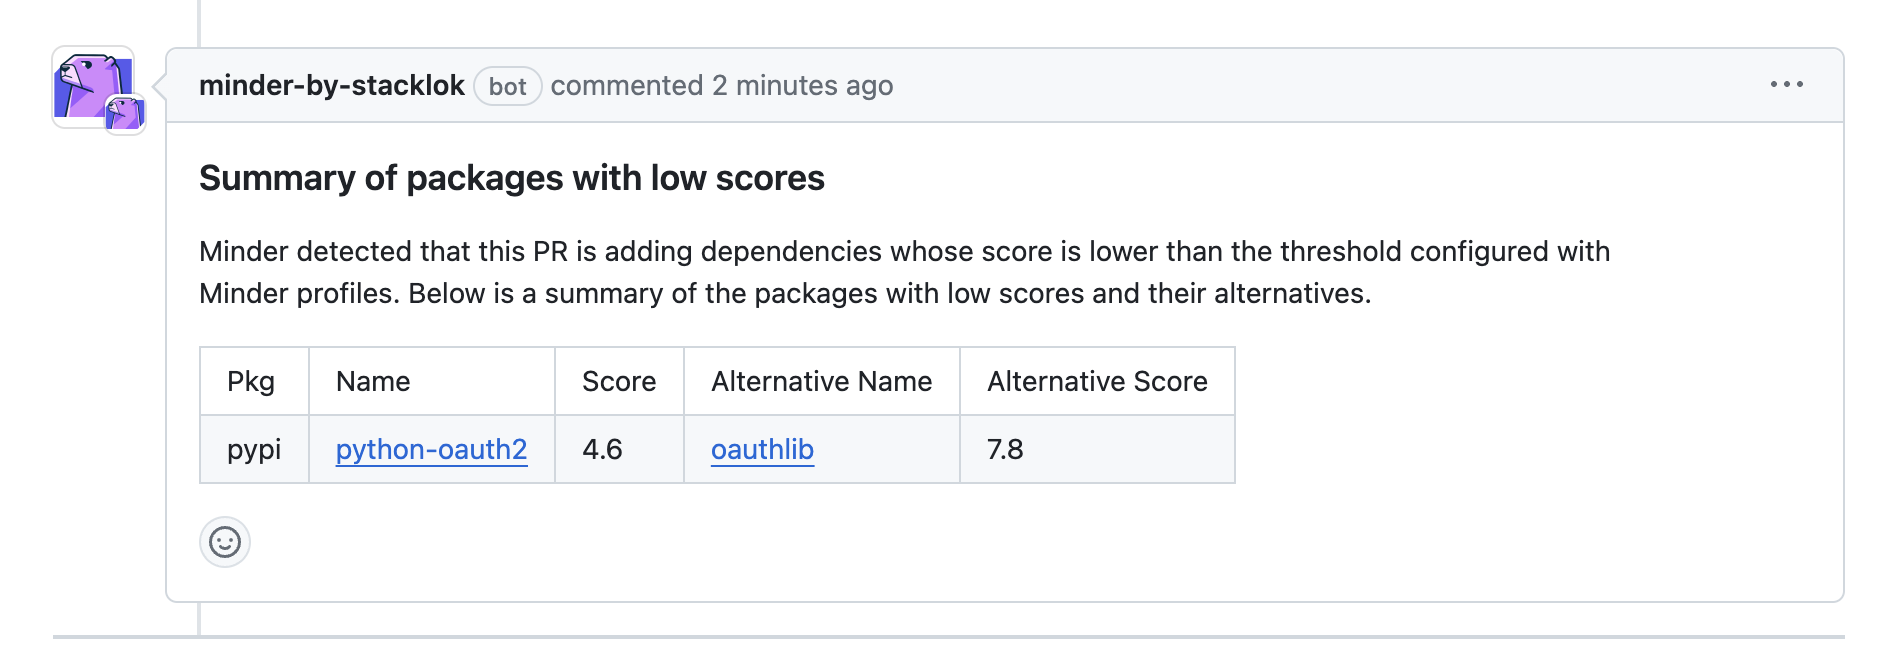 minder-by-stacklok bot commented 2 minutes ago
Summary of packages with low scores
Minder detected that this PR is adding dependencies whose score is lower than the threshold configured with
Minder profiles. Below is a summary of the packages with low scores and their alternatives.
Pkg Name Score Alternative Name Alternative Score
pypi python-oauth2 4.6 oauthlib 7.8